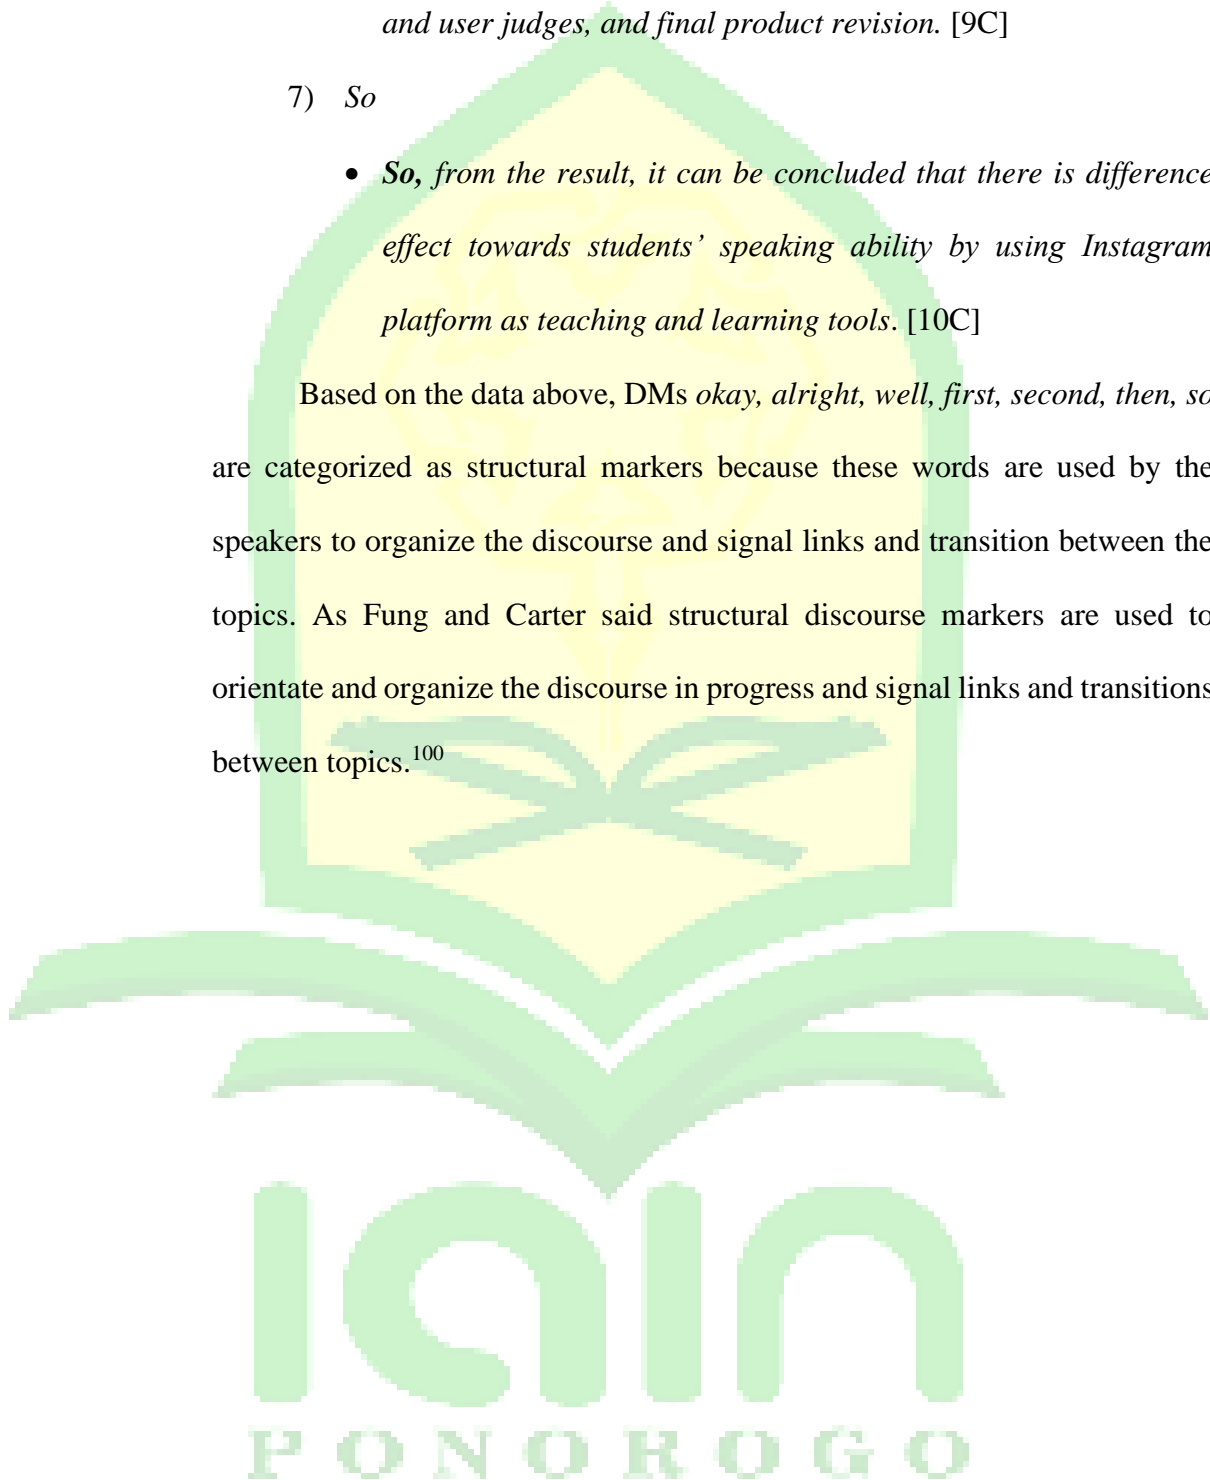 and user judges, and final product revision. [9C]
7) So
• So, from the result, it can be concluded that there is difference
effect towards students’ speaking ability by using Instagram
platform as teaching and learning tools. [10C]
Based on the data above, DMs okay, alright, well, first, second, then, so
are categorized as structural markers because these words are used by the
speakers to organize the discourse and signal links and transition between the
topics. As Fung and Carter said structural discourse markers are used to
orientate and organize the discourse in progress and signal links and transitions
between topics.100
iain
PONOROGO